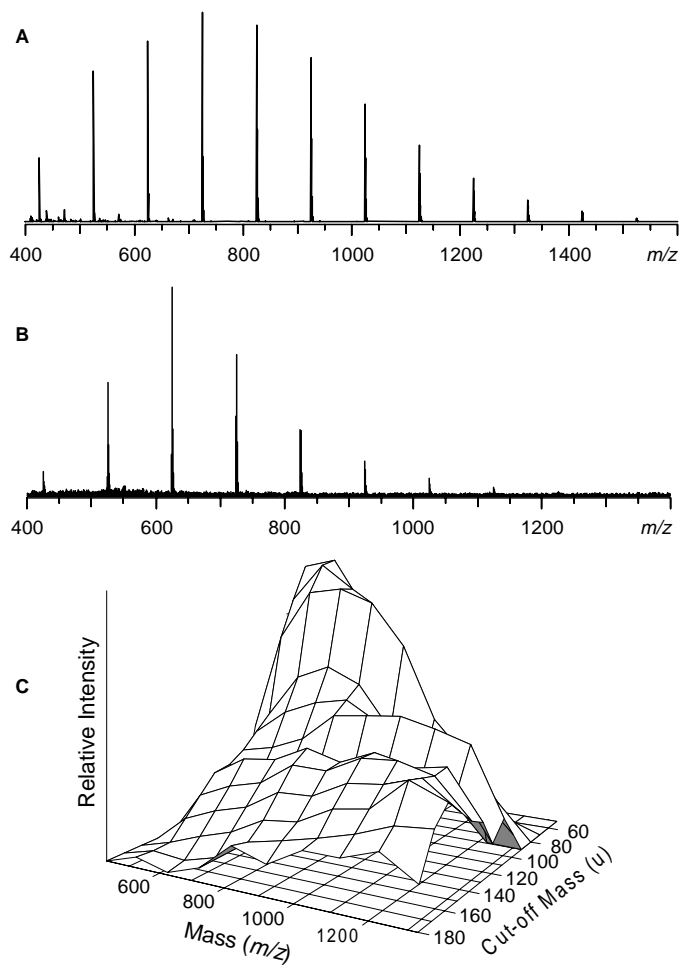 A
400 600 800 1000 1200 1400 m/z
B
400 600 800 1000 1200 m/z
C
Relative Intensity
600 800 1000 1200
Mass (m/z)
60 80 100 120 140 160 180
Cut-off Mass (u)